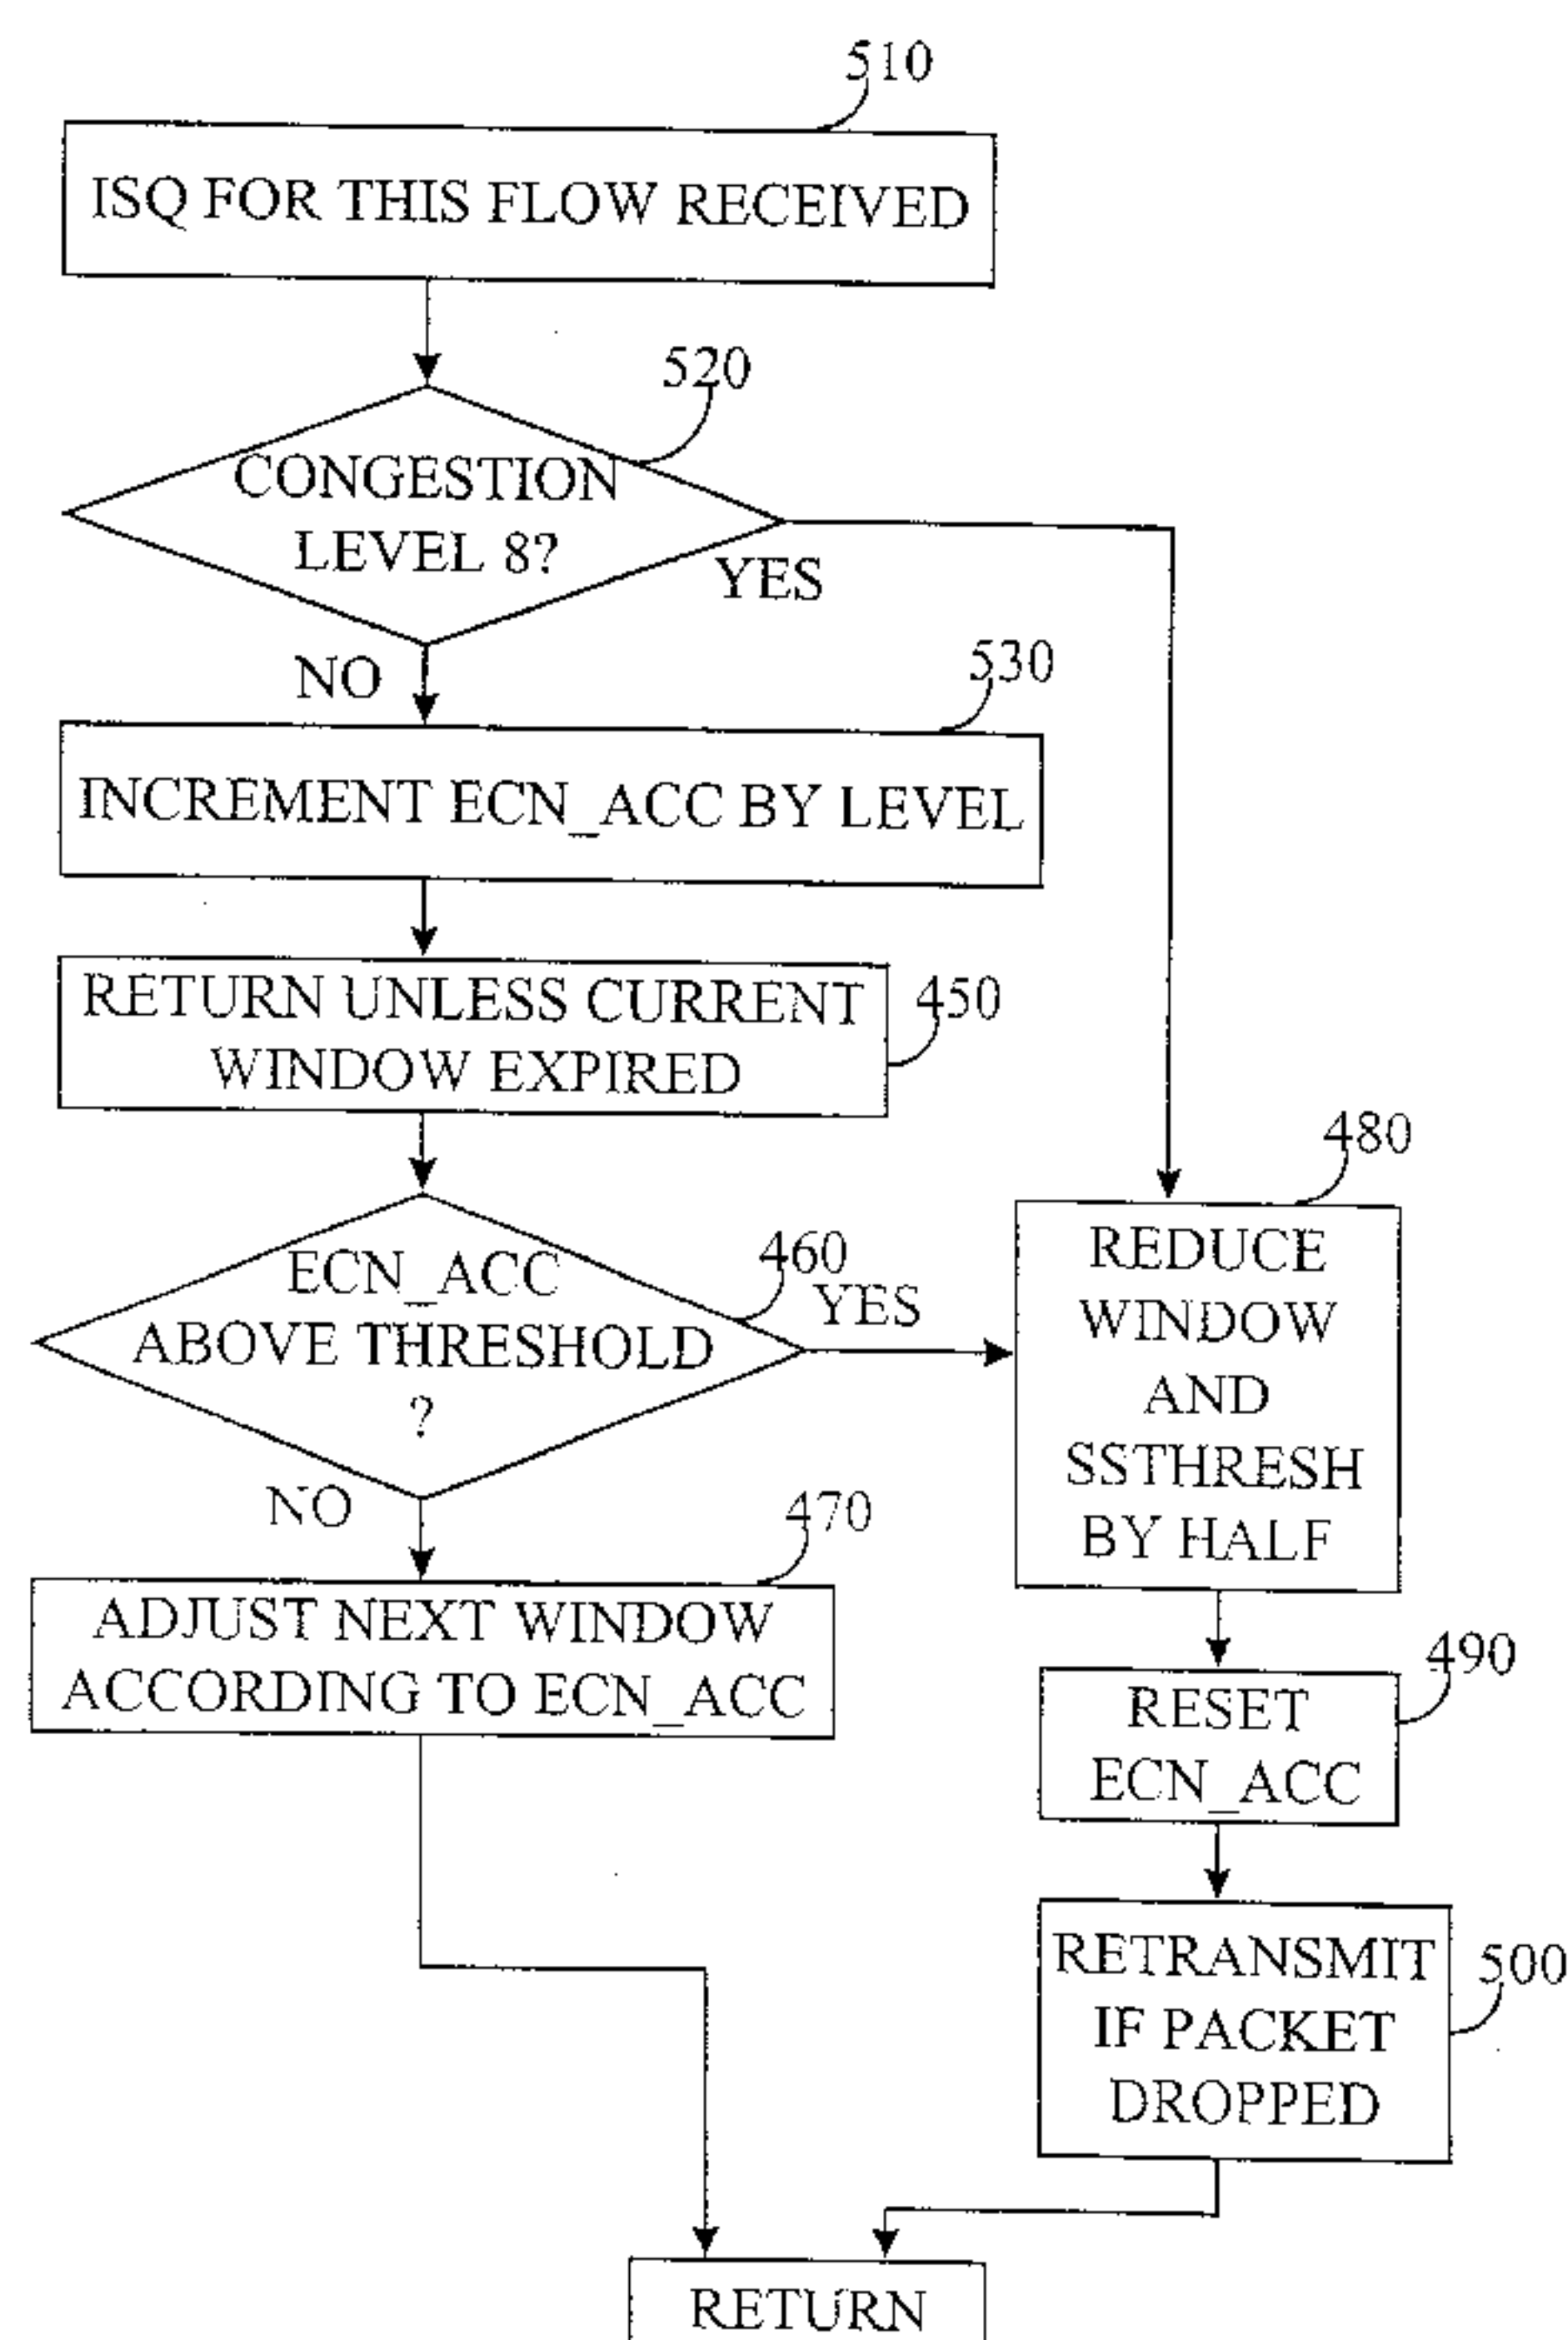 510
ISQ FOR THIS FLOW RECEIVED
520
CONGESTION
LEVEL 8?
YES
NO
530
INCREMENT ECN_ACC BY LEVEL
RETURN UNLESS CURRENT
WINDOW EXPIRED
450
480
ECN_ACC
ABOVE THRESHOLD
?
460
YES
REDUCE
WINDOW
AND
SSTHRESH
BY HALF
NO
470
ADJUST NEXT WINDOW
ACCORDING TO ECN_ACC
490
RESET
ECN_ACC
RETRANSMIT
IF PACKET
DROPPED
500
RETURN